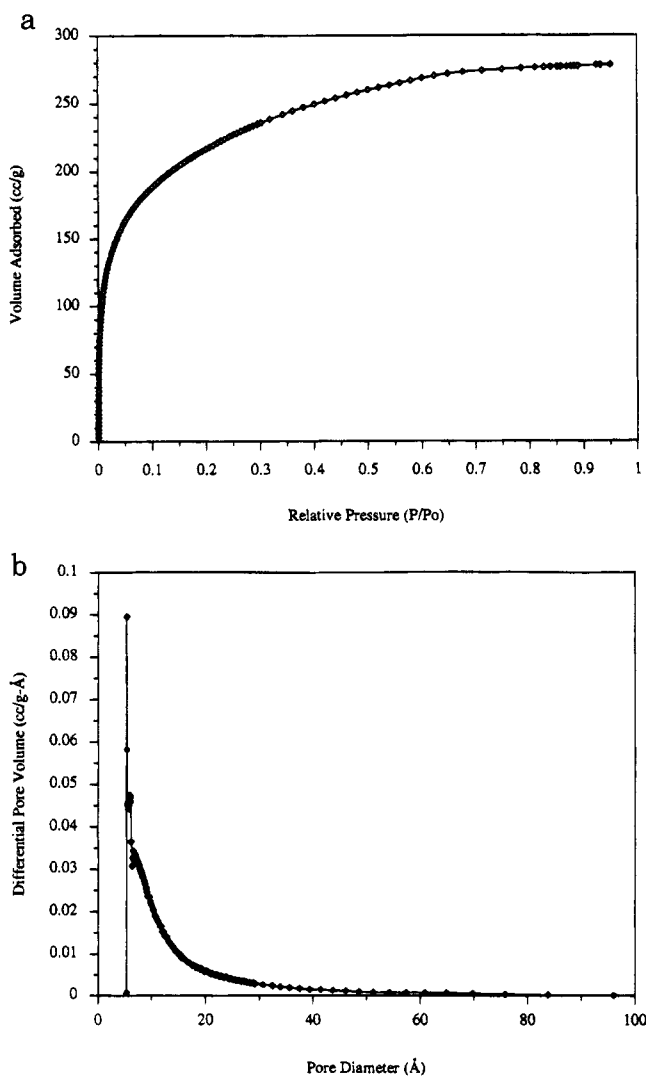 a
300
250
200
150
100
50
0
Volume Adsorbed (cc/g)
0 0.1 0.2 0.3 0.4 0.5 0.6 0.7 0.8 0.9 1
Relative Pressure (P/Po)
b
0.1
0.09
0.08
0.07
0.06
0.05
0.04
0.03
0.02
0.01
0
Differential Pore Volume (cc/g-Å)
0 20 40 60 80 100
Pore Diameter (Å)